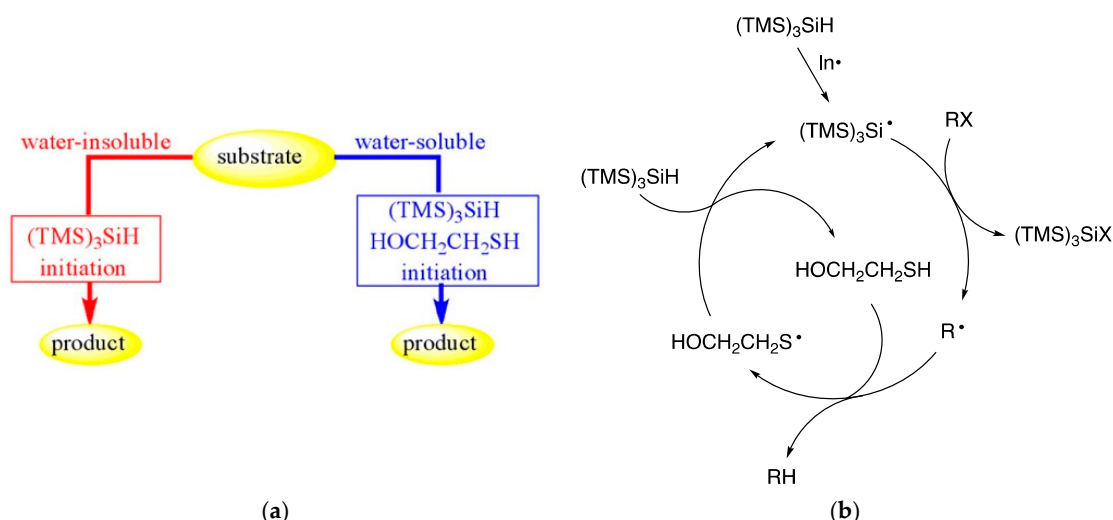 water-insoluble
substrate
water-soluble
(TMS)₃SiH
initiation
(TMS)₃SiH
HOCH₂CH₂SH
initiation
product
product
(a)
(TMS)₃SiH
In•
(TMS)₃Si•
RX
(TMS)₃SiH
(TMS)₃SiX
HOCH₂CH₂SH
HOCH₂CH₂S•
R•
RH
(b)